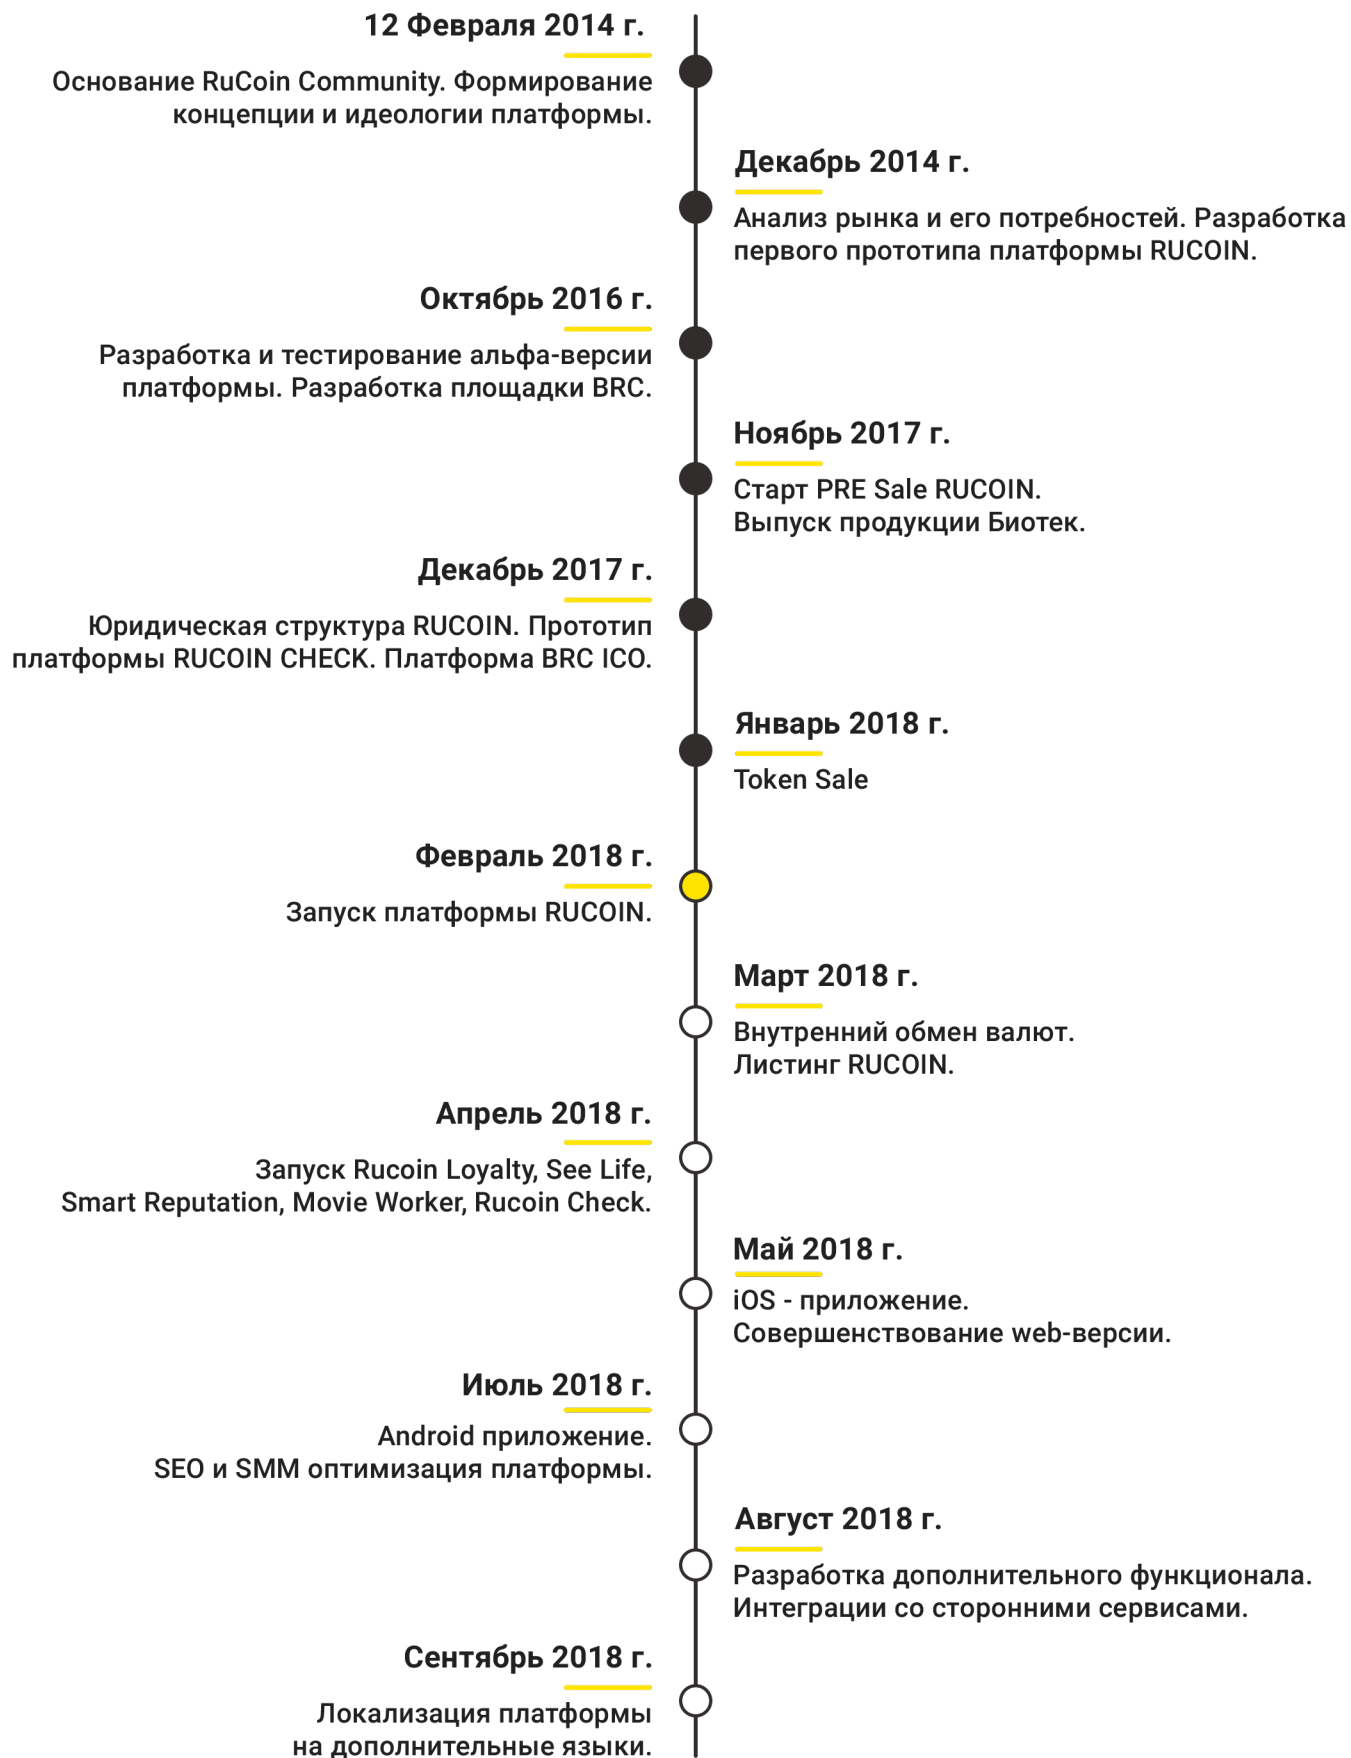 12 Февраля 2014 г.
Основание RuCoin Community. Формирование
концепции и идеологии платформы.
Декабрь 2014 г.
Анализ рынка и его потребностей. Разработка
первого прототипа платформы RUCOIN.
Октябрь 2016 г.
Разработка и тестирование альфа-версии
платформы. Разработка площадки BRC.
Ноябрь 2017 г.
Старт PRE Sale RUCOIN.
Выпуск продукции Биотек.
Декабрь 2017 г.
Юридическая структура RUCOIN. Прототип
платформы RUCOIN CHECK. Платформа BRC ICO.
Январь 2018 г.
Token Sale
Февраль 2018 г.
Запуск платформы RUCOIN.
Март 2018 г.
Внутренний обмен валют.
Листинг RUCOIN.
Апрель 2018 г.
Запуск Rucoin Loyalty, See Life,
Smart Reputation, Movie Worker, Rucoin Check.
Май 2018 г.
iOS - приложение.
Совершенствование web-версии.
Июль 2018 г.
Android приложение.
SEO и SMM оптимизация платформы.
Август 2018 г.
Разработка дополнительного функционала.
Интеграции со сторонними сервисами.
Сентябрь 2018 г.
Локализация платформы
на дополнительные языки.